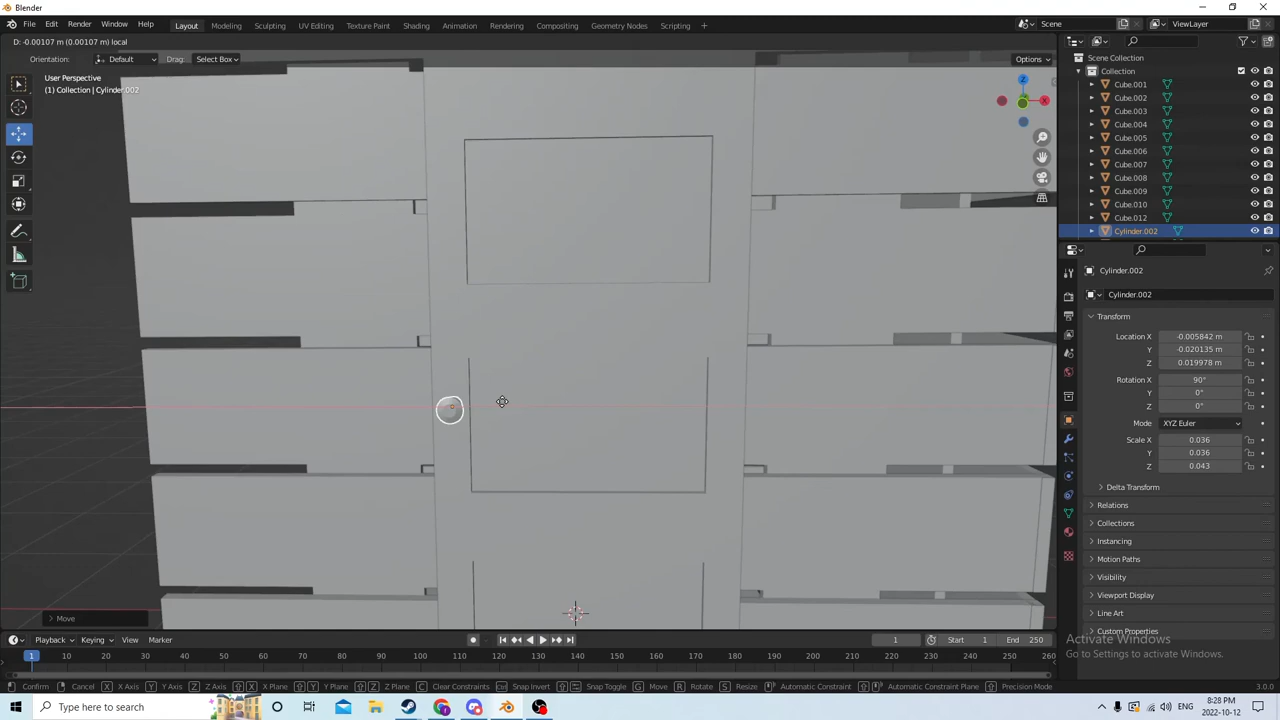 Blender
File Edit Render Window Help Layout Modeling Sculpting UV Editing Texture Paint Shading Animation Rendering Compositing Geometry Nodes Scripting + Scene ViewLayer
D: -0.00107 m (0.00107 m) local
Orientation: Default Drag: Select Box Options
User Perspective
(1) Collection | Cylinder.002
Z
X
Scene Collection
Collection
Cube.001
Cube.002
Cube.003
Cube.004
Cube.005
Cube.006
Cube.007
Cube.008
Cube.009
Cube.010
Cube.012
Cylinder.002
Cylinder.002
Cylinder.002
Transform
Location X -0.005842 m
Y -0.020135 m
Z 0.019978 m
Rotation X 90°
Y 0°
Z 0°
Mode XYZ Euler
Scale X 0.036
Y 0.036
Z 0.043
Delta Transform
Relations
Collections
Instancing
Motion Paths
Visibility
Viewport Display
Line Art
Custom Properties
Activate Windows
Go to Settings to activate Windows.
Move
Playback Keying View Marker 1 Start 1 End 250
1 10 20 30 40 50 60 70 80 90 100 110 120 130 140 150 160 170 180 190 200 210 220 230 240 250 260
Confirm Cancel X X Axis Y Y Axis Z Z Axis X X Plane Y Y Plane Z Z Plane C Clear Constraints Snap Invert Snap Toggle G Move R Rotate S Resize Automatic Constraint Automatic Constraint Plane Precision Mode 3.0.0
Type here to search
8:28 PM
2022-10-12